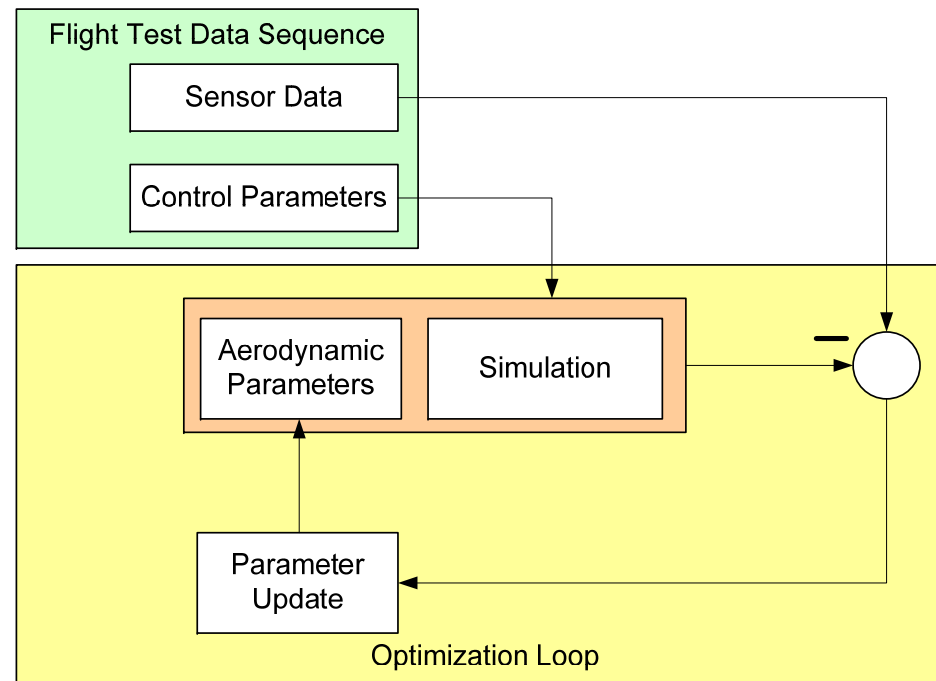 Flight Test Data Sequence
Sensor Data
Control Parameters
Aerodynamic
Parameters
Simulation
Parameter
Update
Optimization Loop